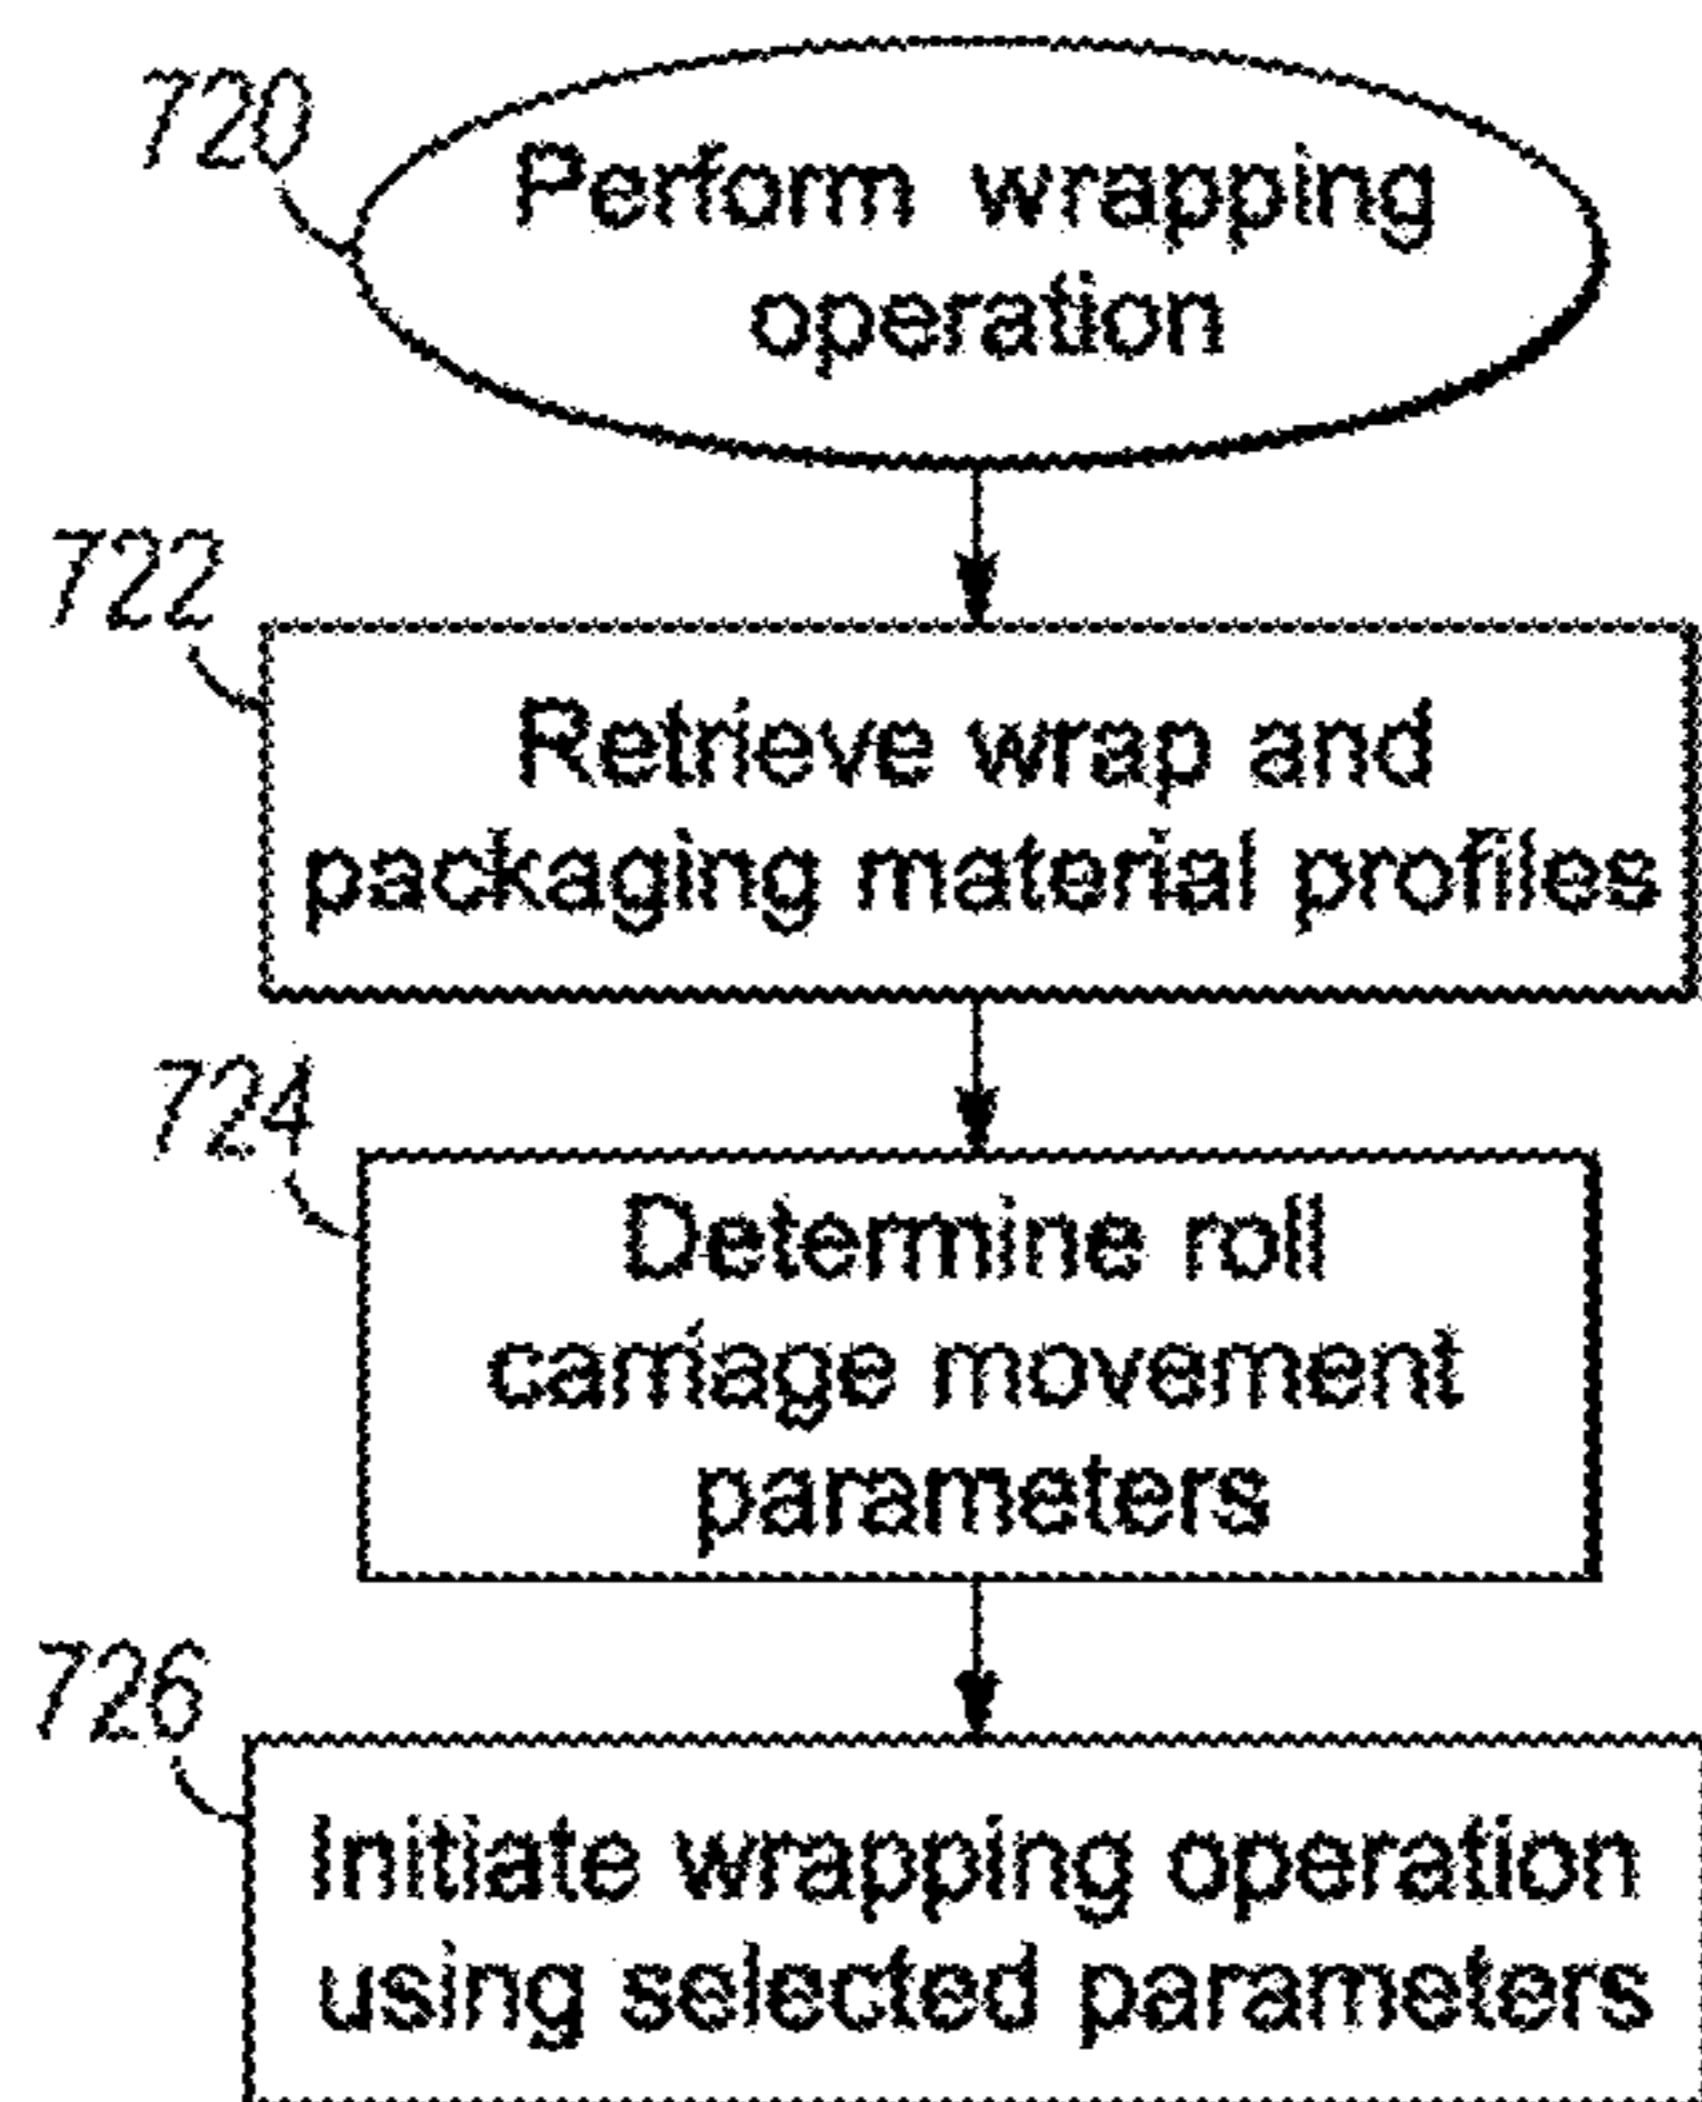 720
Perform wrapping
operation
722
Retrieve wrap and
packaging material profiles
724
Determine roll
carriage movement
parameters
726
Initiate wrapping operation
using selected parameters